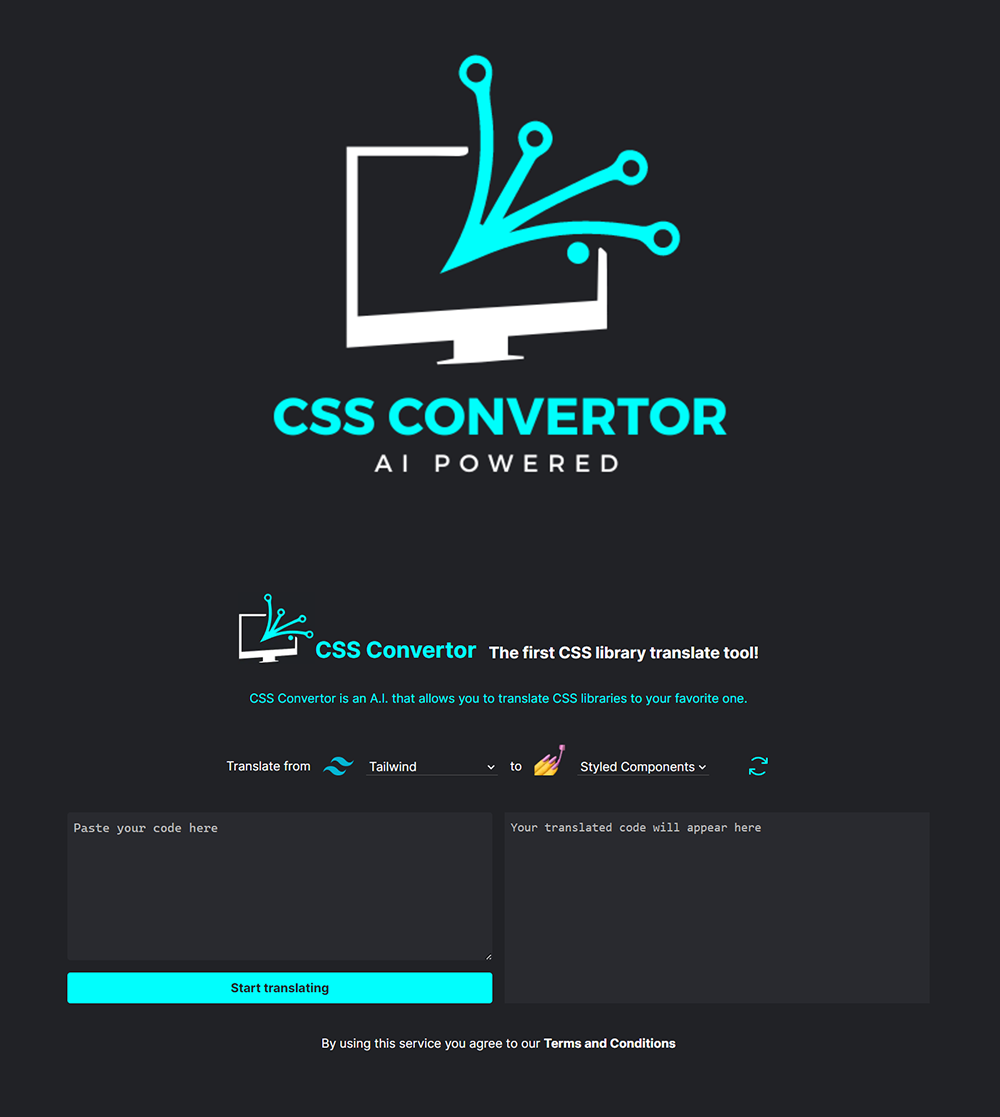 CSS CONVERTOR
AI POWERED
CSS Convertor The first CSS library translate tool!
CSS Convertor is an A.I. that allows you to translate CSS libraries to your favorite one.
Translate from Tailwind to Styled Components
Paste your code here
Your translated code will appear here
Start translating
By using this service you agree to our Terms and Conditions